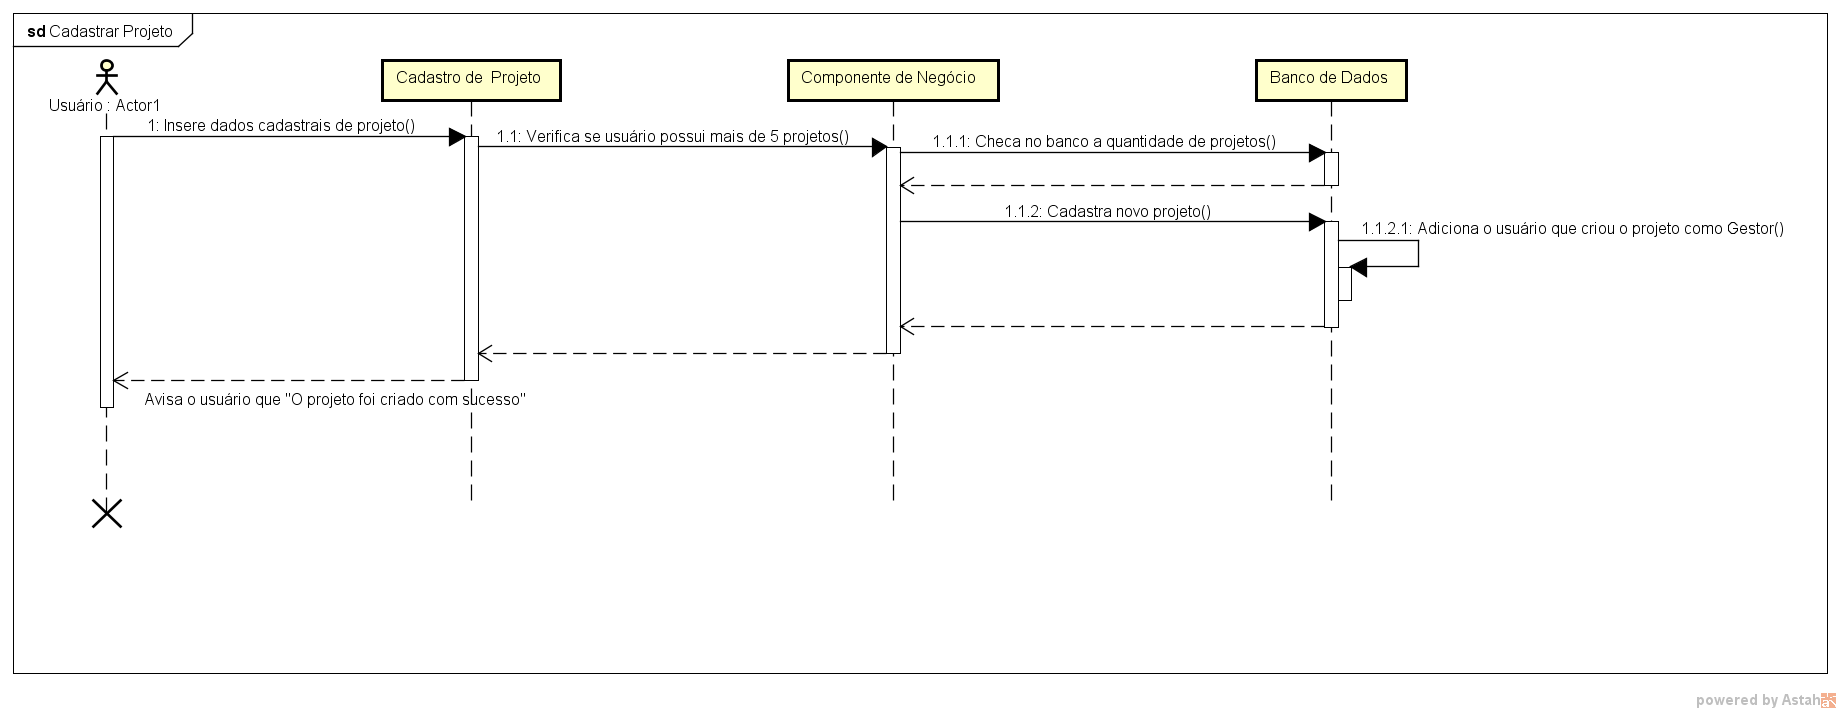 sd Cadastrar Projeto
Usuário : Actor1
Cadastro de  Projeto
Componente de Negócio
Banco de Dados
1: Insere dados cadastrais de projeto()
1.1: Verifica se usuário possui mais de 5 projetos()
1.1.1: Checa no banco a quantidade de projetos()
1.1.2: Cadastra novo projeto()
1.1.2.1: Adiciona o usuário que criou o projeto como Gestor()
Avisa o usuário que "O projeto foi criado com sucesso"
powered by Astah